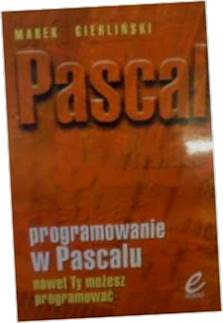 MAREK GIERLIŃSKI
Pascal
programowanie
w Pascalu
nawet Ty możesz
programować
e